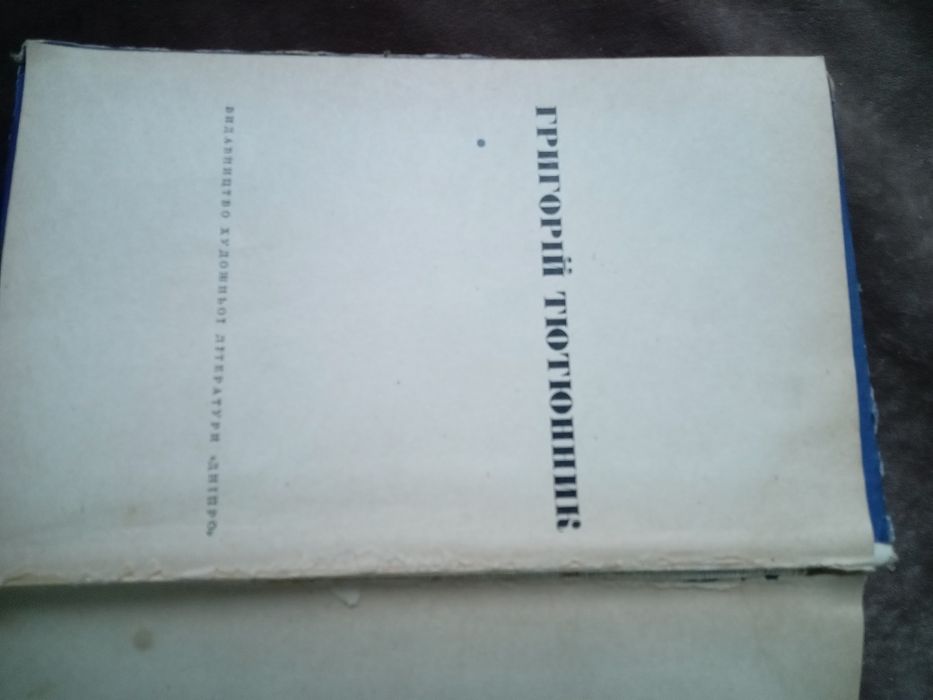 ГРИГОРІЙ ТЮТЮННИК
ВИДАВНИЦТВО ХУДОЖНЬОЇ ЛІТЕРАТУРИ «ДНІПРО»